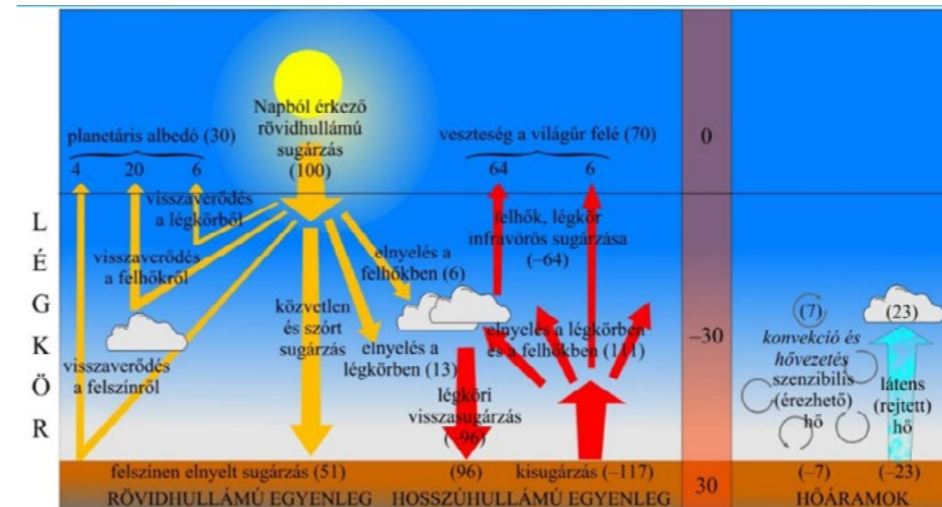 Napból érkező
rövidhullámú
sugárzás
(100)
planetáris albedó (30)
4 20 6
veszteség a világűr felé (70)
64 6
0
LÉGKÖR
visszaverődés
a légkörből
visszaverődés
a felhőkről
visszaverődés
a felszínről
közvetlen
és szórt
sugárzás
elnyelés a
felhőkben (6)
elnyelés a
légkörben (13)
felhők, légkör
infravörös sugárzása
(−64)
elnyelés a légkörben
és a felhőkben (111)
légköri
visszasugárzás
(−96)
−30
(7)
konvekció és
hővezetés
szenzibilis
(érezhető)
hő
(23)
látens
(rejtett)
hő
felszínen elnyelt sugárzás (51)
(96)
kisugárzás (−117)
30
(−7)
(−23)
RÖVIDHULLÁMÚ EGYENLEG
HOSSZÚHULLÁMÚ EGYENLEG
HŐÁRAMOK